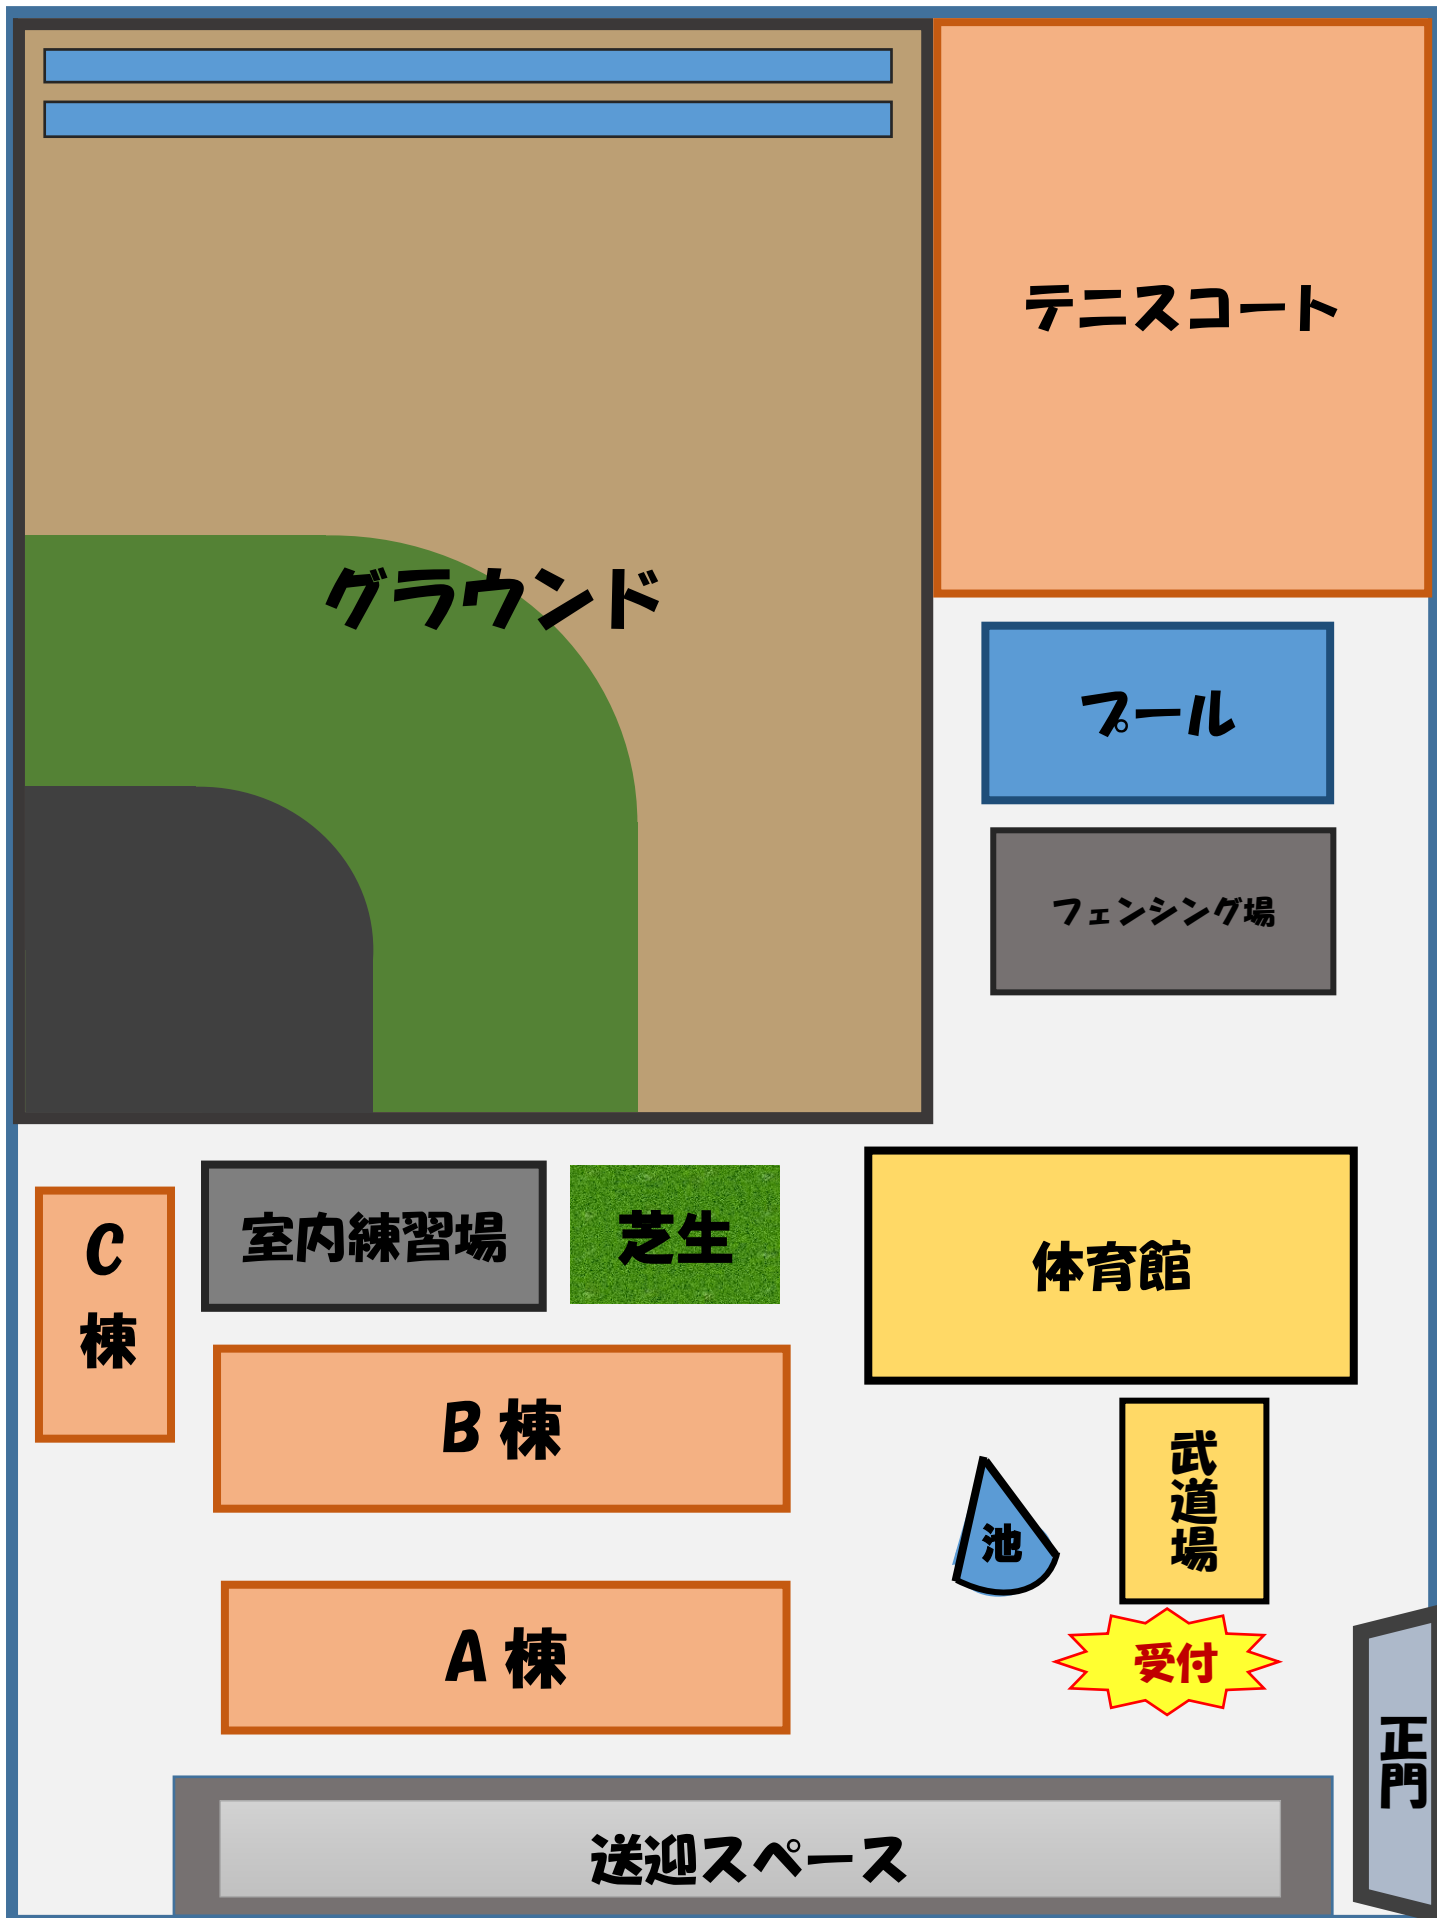 テニスコート
グラウンド
プール
フェンシング場
C
棟
室内練習場
芝生
体育館
B 棟
武道場
池
A 棟
受付
正門
送迎スペース